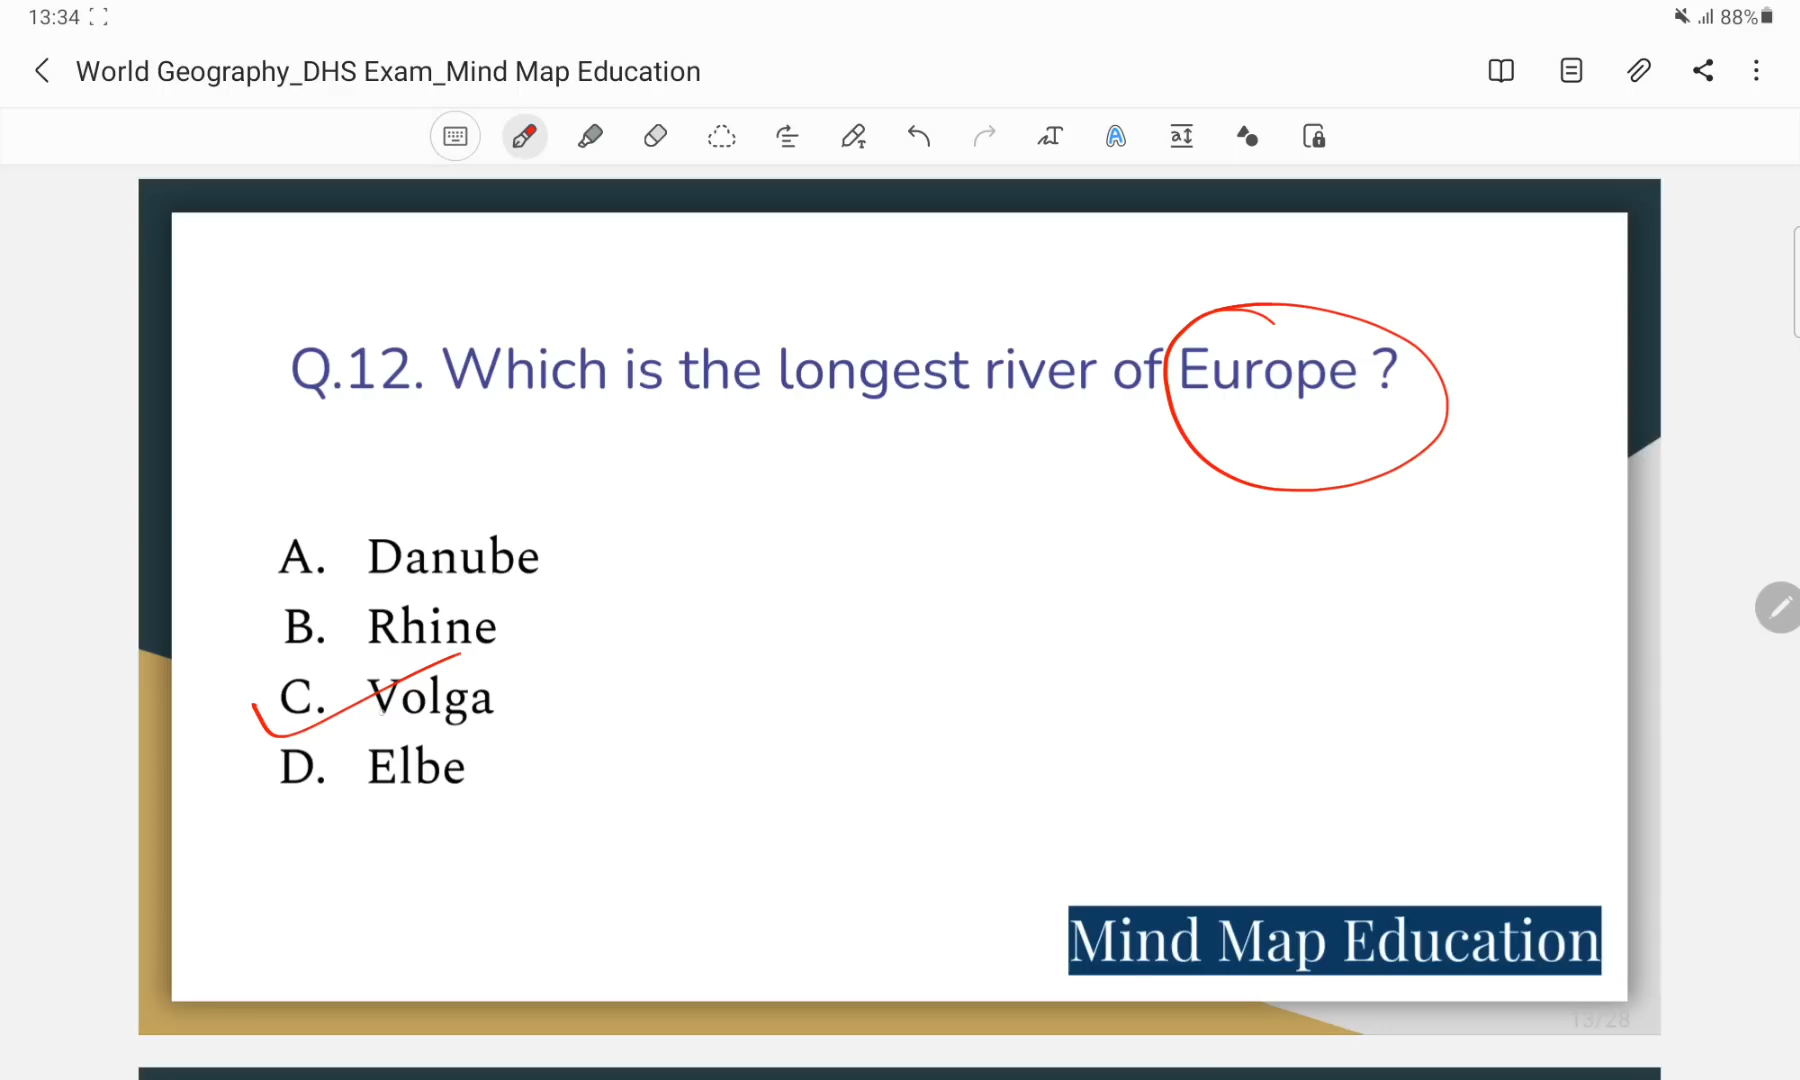 13:34
88%
World Geography_DHS Exam_Mind Map Education
Q.12. Which is the longest river of Europe ?
A. Danube
B. Rhine
C. Volga
D. Elbe
Mind Map Education
13/28